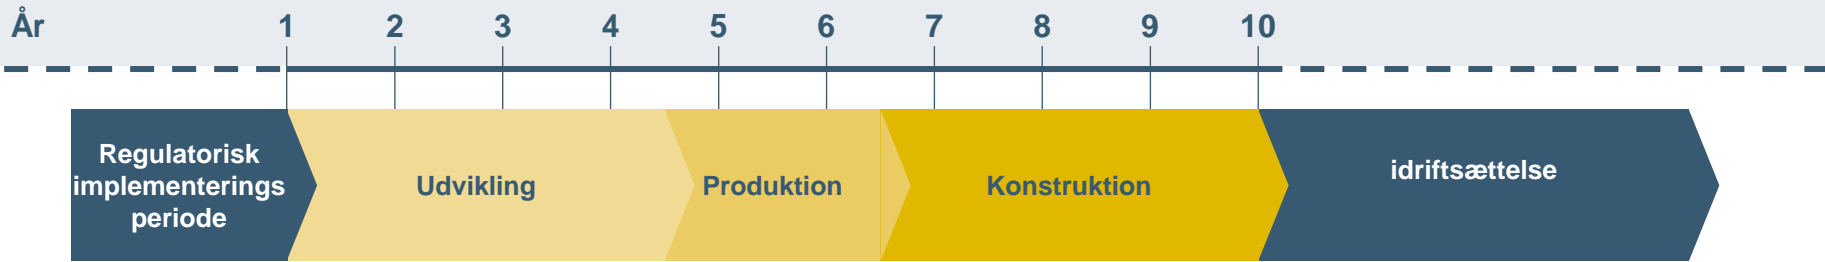 År 1 2 3 4 5 6 7 8 9 10
Regulatorisk
implementerings
periode
Udvikling
Produktion
Konstruktion
idriftsættelse